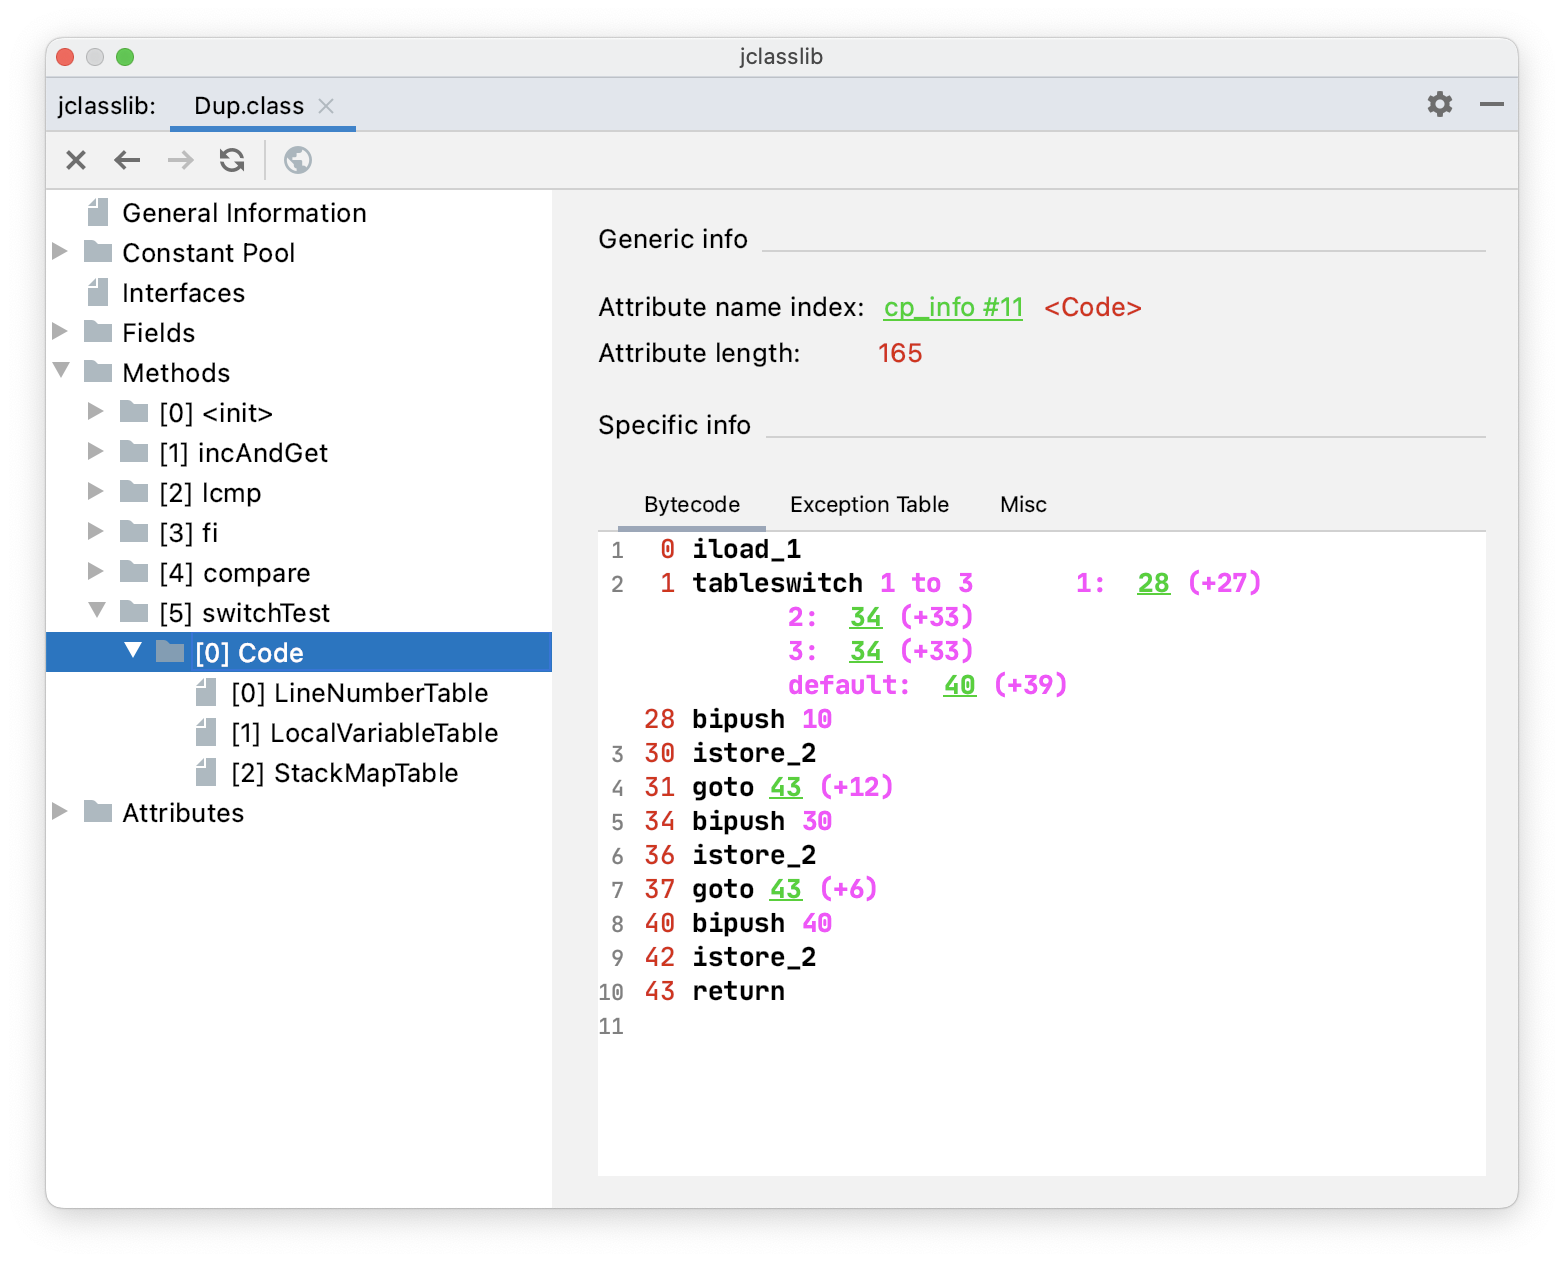 jclasslib
jclasslib: Dup.class
General Information
Constant Pool
Interfaces
Fields
Methods
[0] <init>
[1] incAndGet
[2] lcmp
[3] fi
[4] compare
[5] switchTest
[0] Code
[0] LineNumberTable
[1] LocalVariableTable
[2] StackMapTable
Attributes
Generic info
Attribute name index: cp_info #11 <Code>
Attribute length: 165
Specific info
Bytecode Exception Table Misc
1 0 iload_1
2 1 tableswitch 1 to 3 1: 28 (+27)
2: 34 (+33)
3: 34 (+33)
default: 40 (+39)
28 bipush 10
3 30 istore_2
4 31 goto 43 (+12)
5 34 bipush 30
6 36 istore_2
7 37 goto 43 (+6)
8 40 bipush 40
9 42 istore_2
10 43 return
11